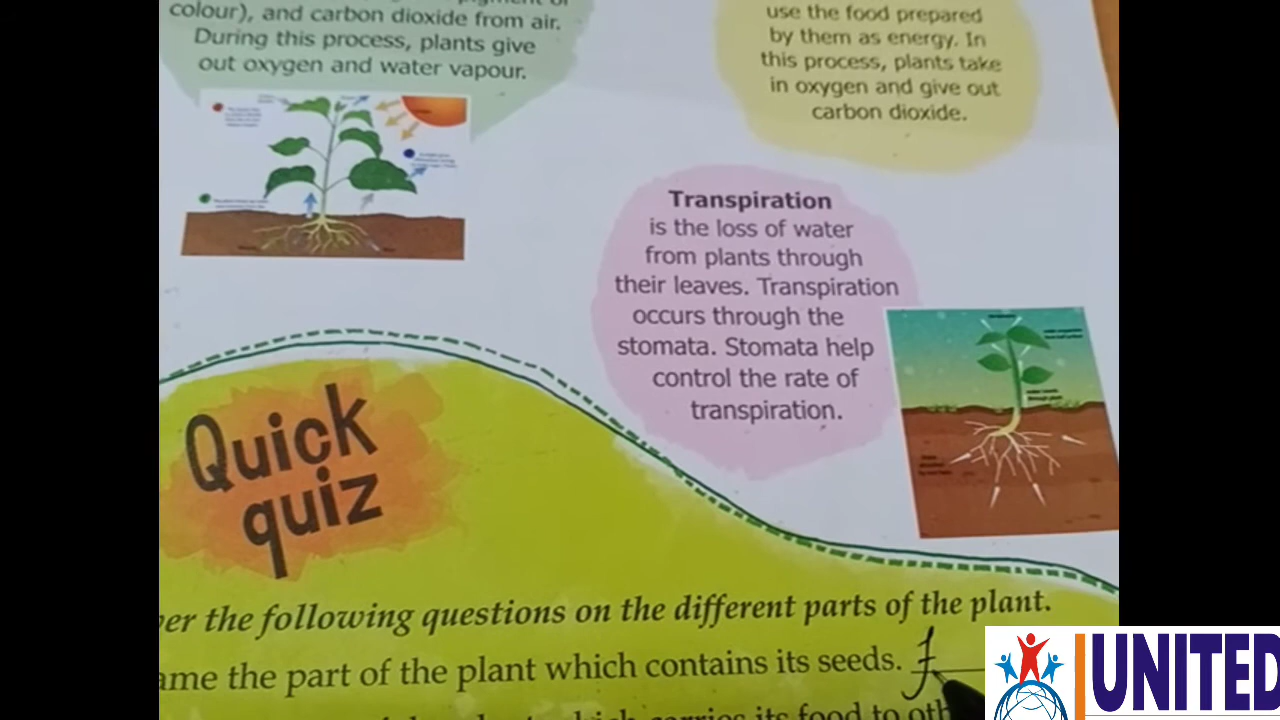 colour), and carbon dioxide from air.
During this process, plants give
out oxygen and water vapour.
use the food prepared
by them as energy. In
this process, plants take
in oxygen and give out
carbon dioxide.
Transpiration
is the loss of water
from plants through
their leaves. Transpiration
occurs through the
stomata. Stomata help
control the rate of
transpiration.
Quick
quiz
the following questions on the different parts of the plant.
the part of the plant which contains its seeds. f
its food to
UNITED